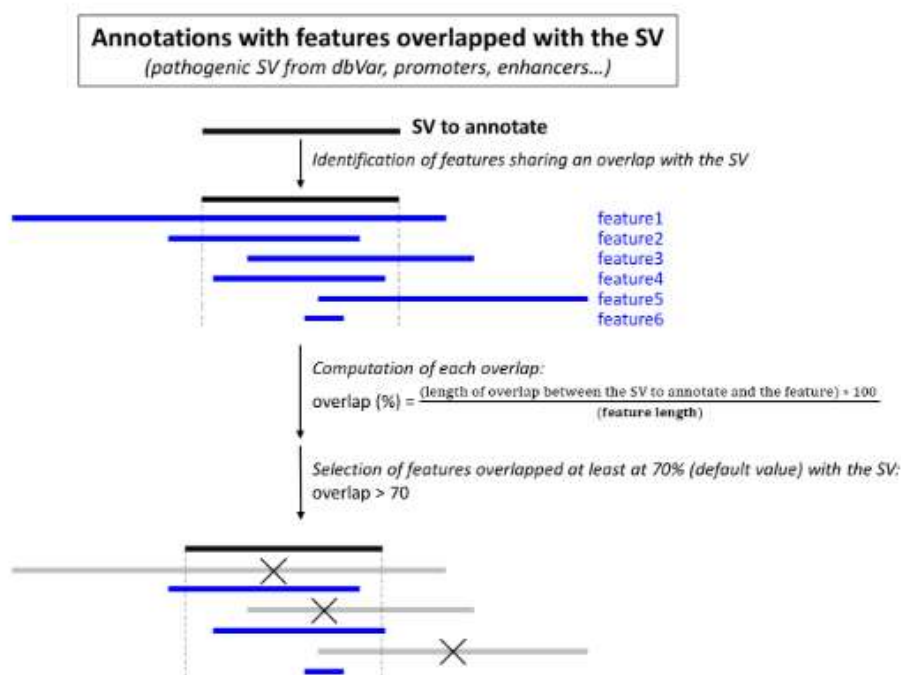 Annotations with features overlapped with the SV
(pathogenic SV from dbVar, promoters, enhancers...)
SV to annotate
Identification of features sharing an overlap with the SV
feature1
feature2
feature3
feature4
feature5
feature6
Computation of each overlap:
overlap (%) = (length of overlap between the SV to annotate and the feature) * 100
(feature length)
Selection of features overlapped at least at 70% (default value) with the SV:
overlap > 70